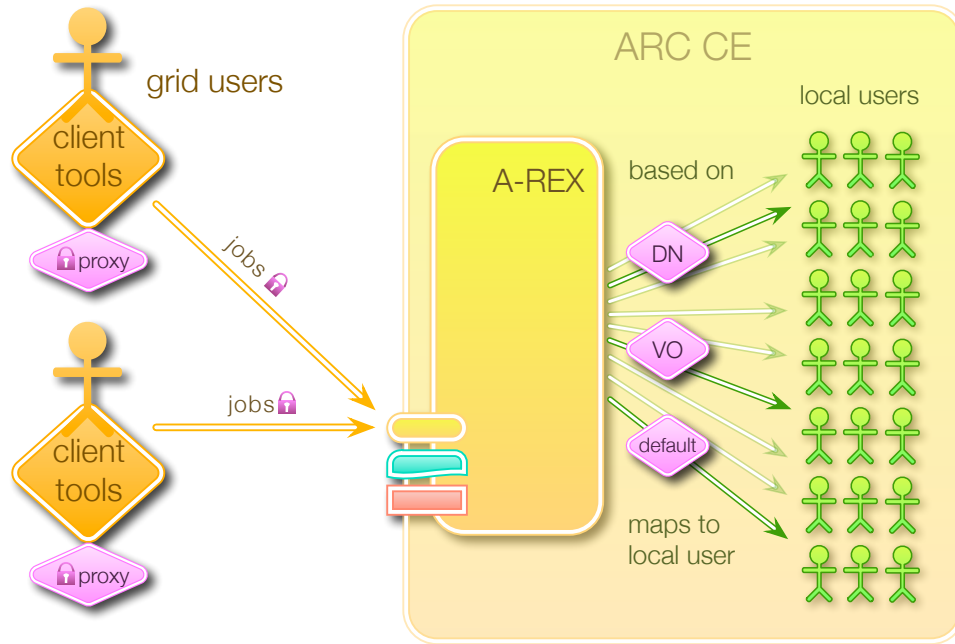 ARC CE
grid users
client
tools
proxy
jobs
client
tools
proxy
jobs
A-REX
based on
DN
VO
default
maps to
local user
local users